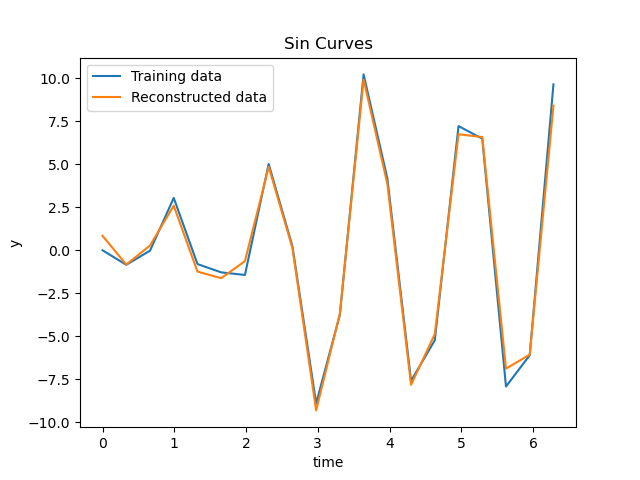 Sin Curves
Training data
Reconstructed data
10.0
7.5
5.0
2.5
0.0
−2.5
−5.0
−7.5
−10.0
y
0 1 2 3 4 5 6
time